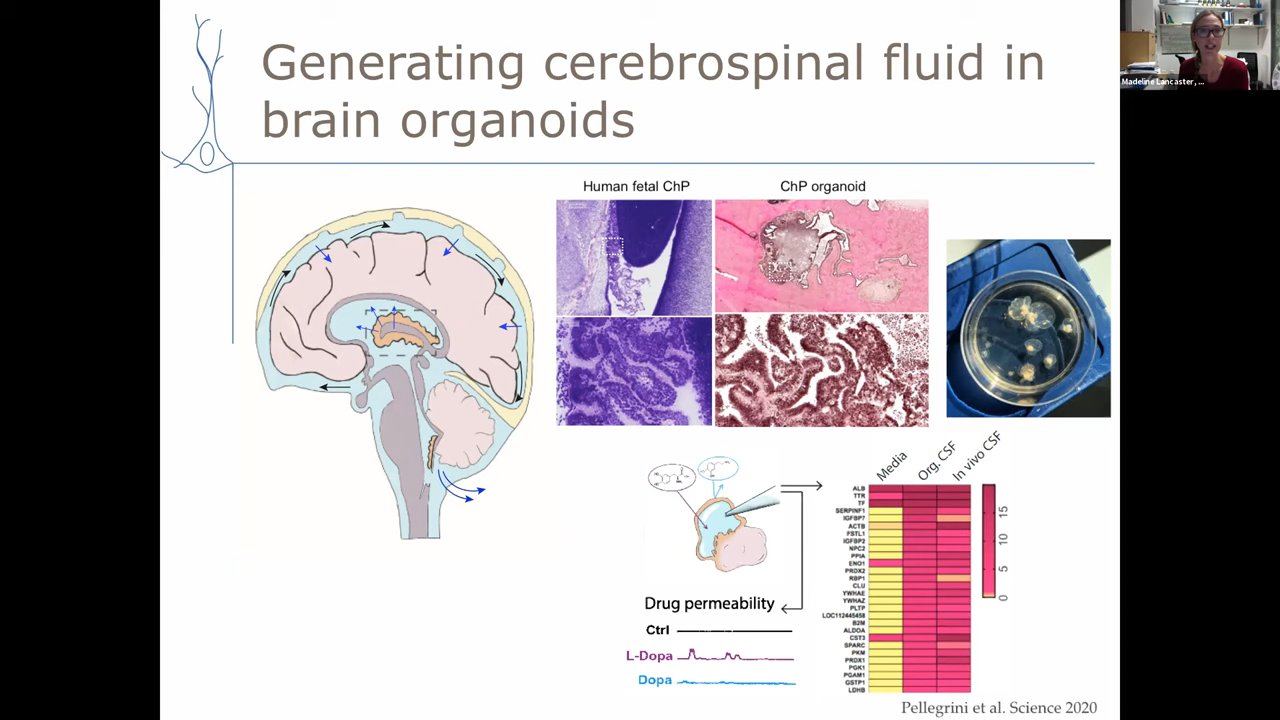 Generating cerebrospinal fluid in
brain organoids
Madeline Lancaster, ...
Human fetal ChP
ChP organoid
Media
Org. CSF
In vivo CSF
ALB
TTR
TF
SERPINF1
IGFBP7
ACTB
FSTL1
IGFBP2
NPC2
PPIA
ENO1
PRDX2
RBP1
CLU
YWHAE
YWHAZ
PLTP
LOC112445458
B2M
ALDOA
CST3
SPARC
PKM
PRDX1
PGK1
PGAM1
GSTP1
LDHB
15
10
5
0
Drug permeability
Ctrl
L-Dopa
Dopa
Pellegrini et al. Science 2020